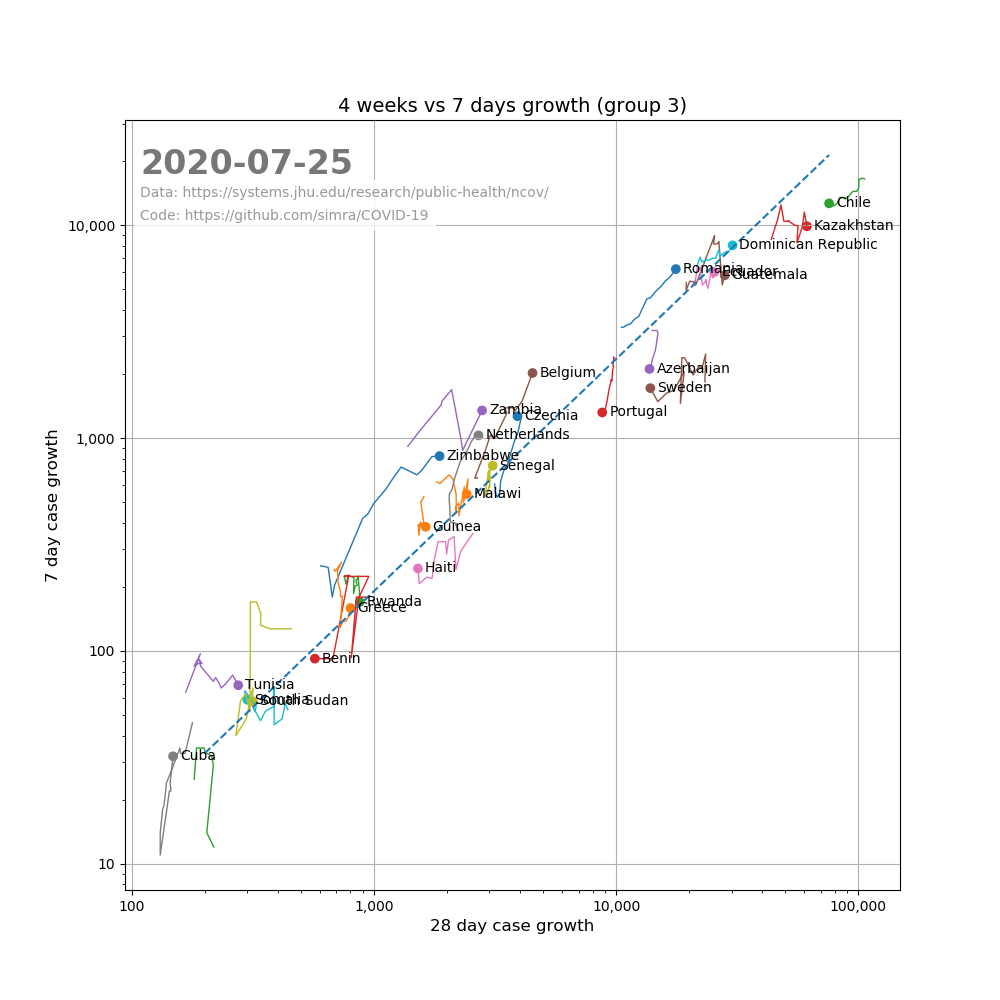 4 weeks vs 7 days growth (group 3)
2020-07-25
Data: https://systems.jhu.edu/research/public-health/ncov/
Code: https://github.com/simra/COVID-19
Chile
Kazakhstan
10,000
Dominican Republic
Romania
Ecuador
Guatemala
Azerbaijan
Belgium
Sweden
Zambia
Portugal
Czechia
1,000
Netherlands
Zimbabwe
Senegal
Malawi
Guinea
Haiti
Rwanda
Greece
100
Benin
Tunisia
Somalia
South Sudan
Cuba
10
7 day case growth
100
1,000
10,000
100,000
28 day case growth